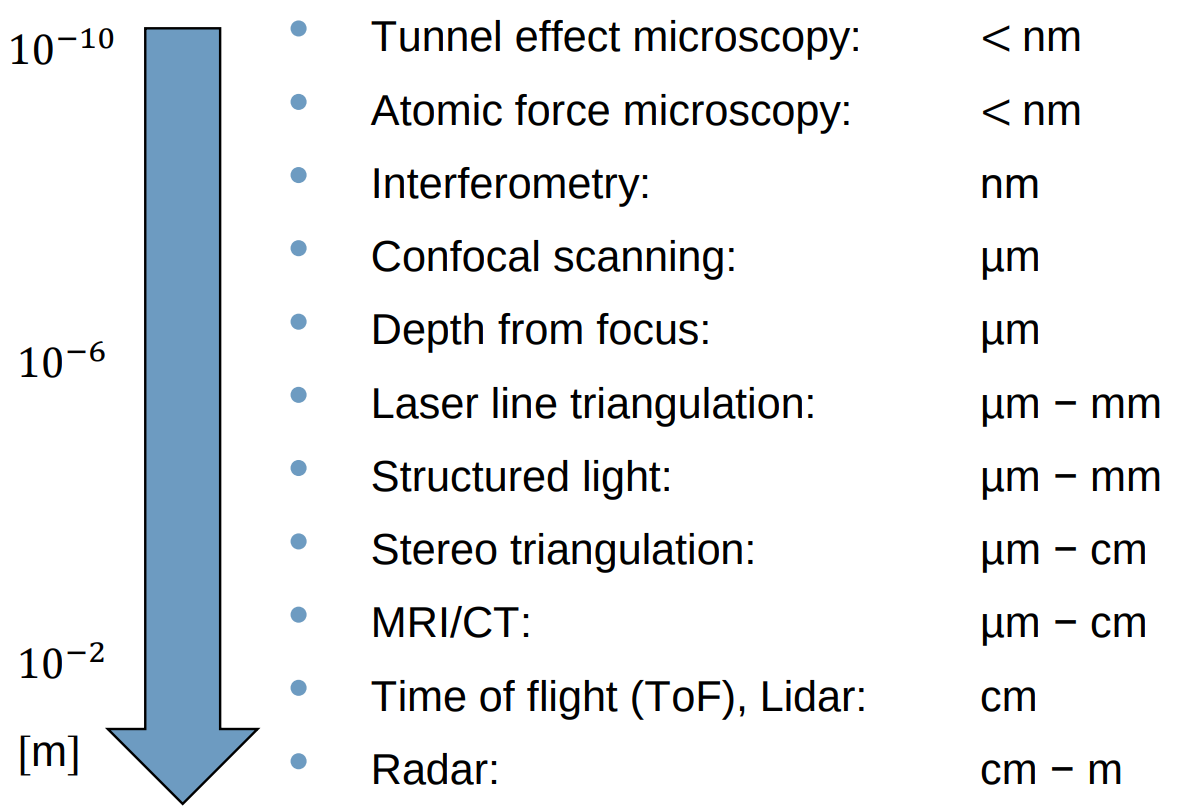 10⁻¹⁰
• Tunnel effect microscopy: < nm
• Atomic force microscopy: < nm
• Interferometry: nm
• Confocal scanning: µm
• Depth from focus: µm
10⁻⁶
• Laser line triangulation: µm − mm
• Structured light: µm − mm
• Stereo triangulation: µm − cm
• MRI/CT: µm − cm
10⁻²
• Time of flight (ToF), Lidar: cm
[m]
• Radar: cm − m